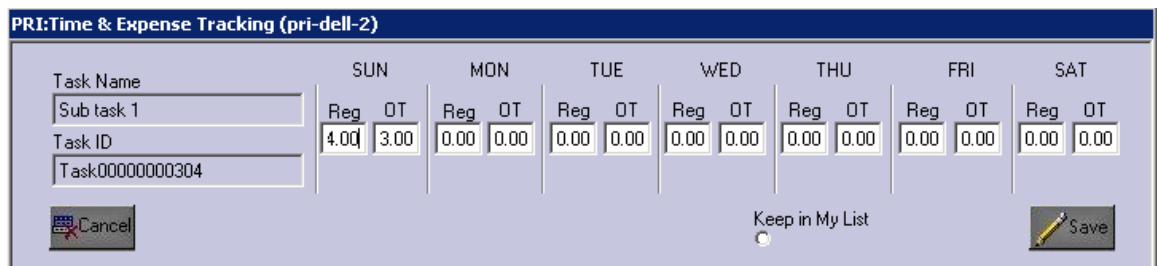 PRI:Time & Expense Tracking (pri-dell-2)
SUN MON TUE WED THU FRI SAT
Task Name
Sub task 1
Reg OT Reg OT Reg OT Reg OT Reg OT Reg OT Reg OT
4.00 3.00 0.00 0.00 0.00 0.00 0.00 0.00 0.00 0.00 0.00 0.00 0.00 0.00
Task ID
Task00000000304
Cancel
Keep in My List
Save